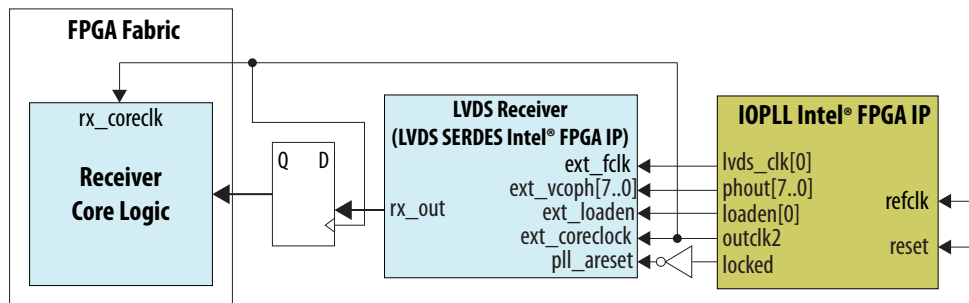 FPGA Fabric
rx_coreclk
Receiver
Core Logic
Q D
LVDS Receiver
(LVDS SERDES Intel® FPGA IP)
ext_fclk
ext_vcoph[7..0]
rx_out
ext_loaden
ext_coreclock
pll_areset
IOPLL Intel® FPGA IP
lvds_clk[0]
phout[7..0]
loaden[0]
outclk2
locked
refclk
reset